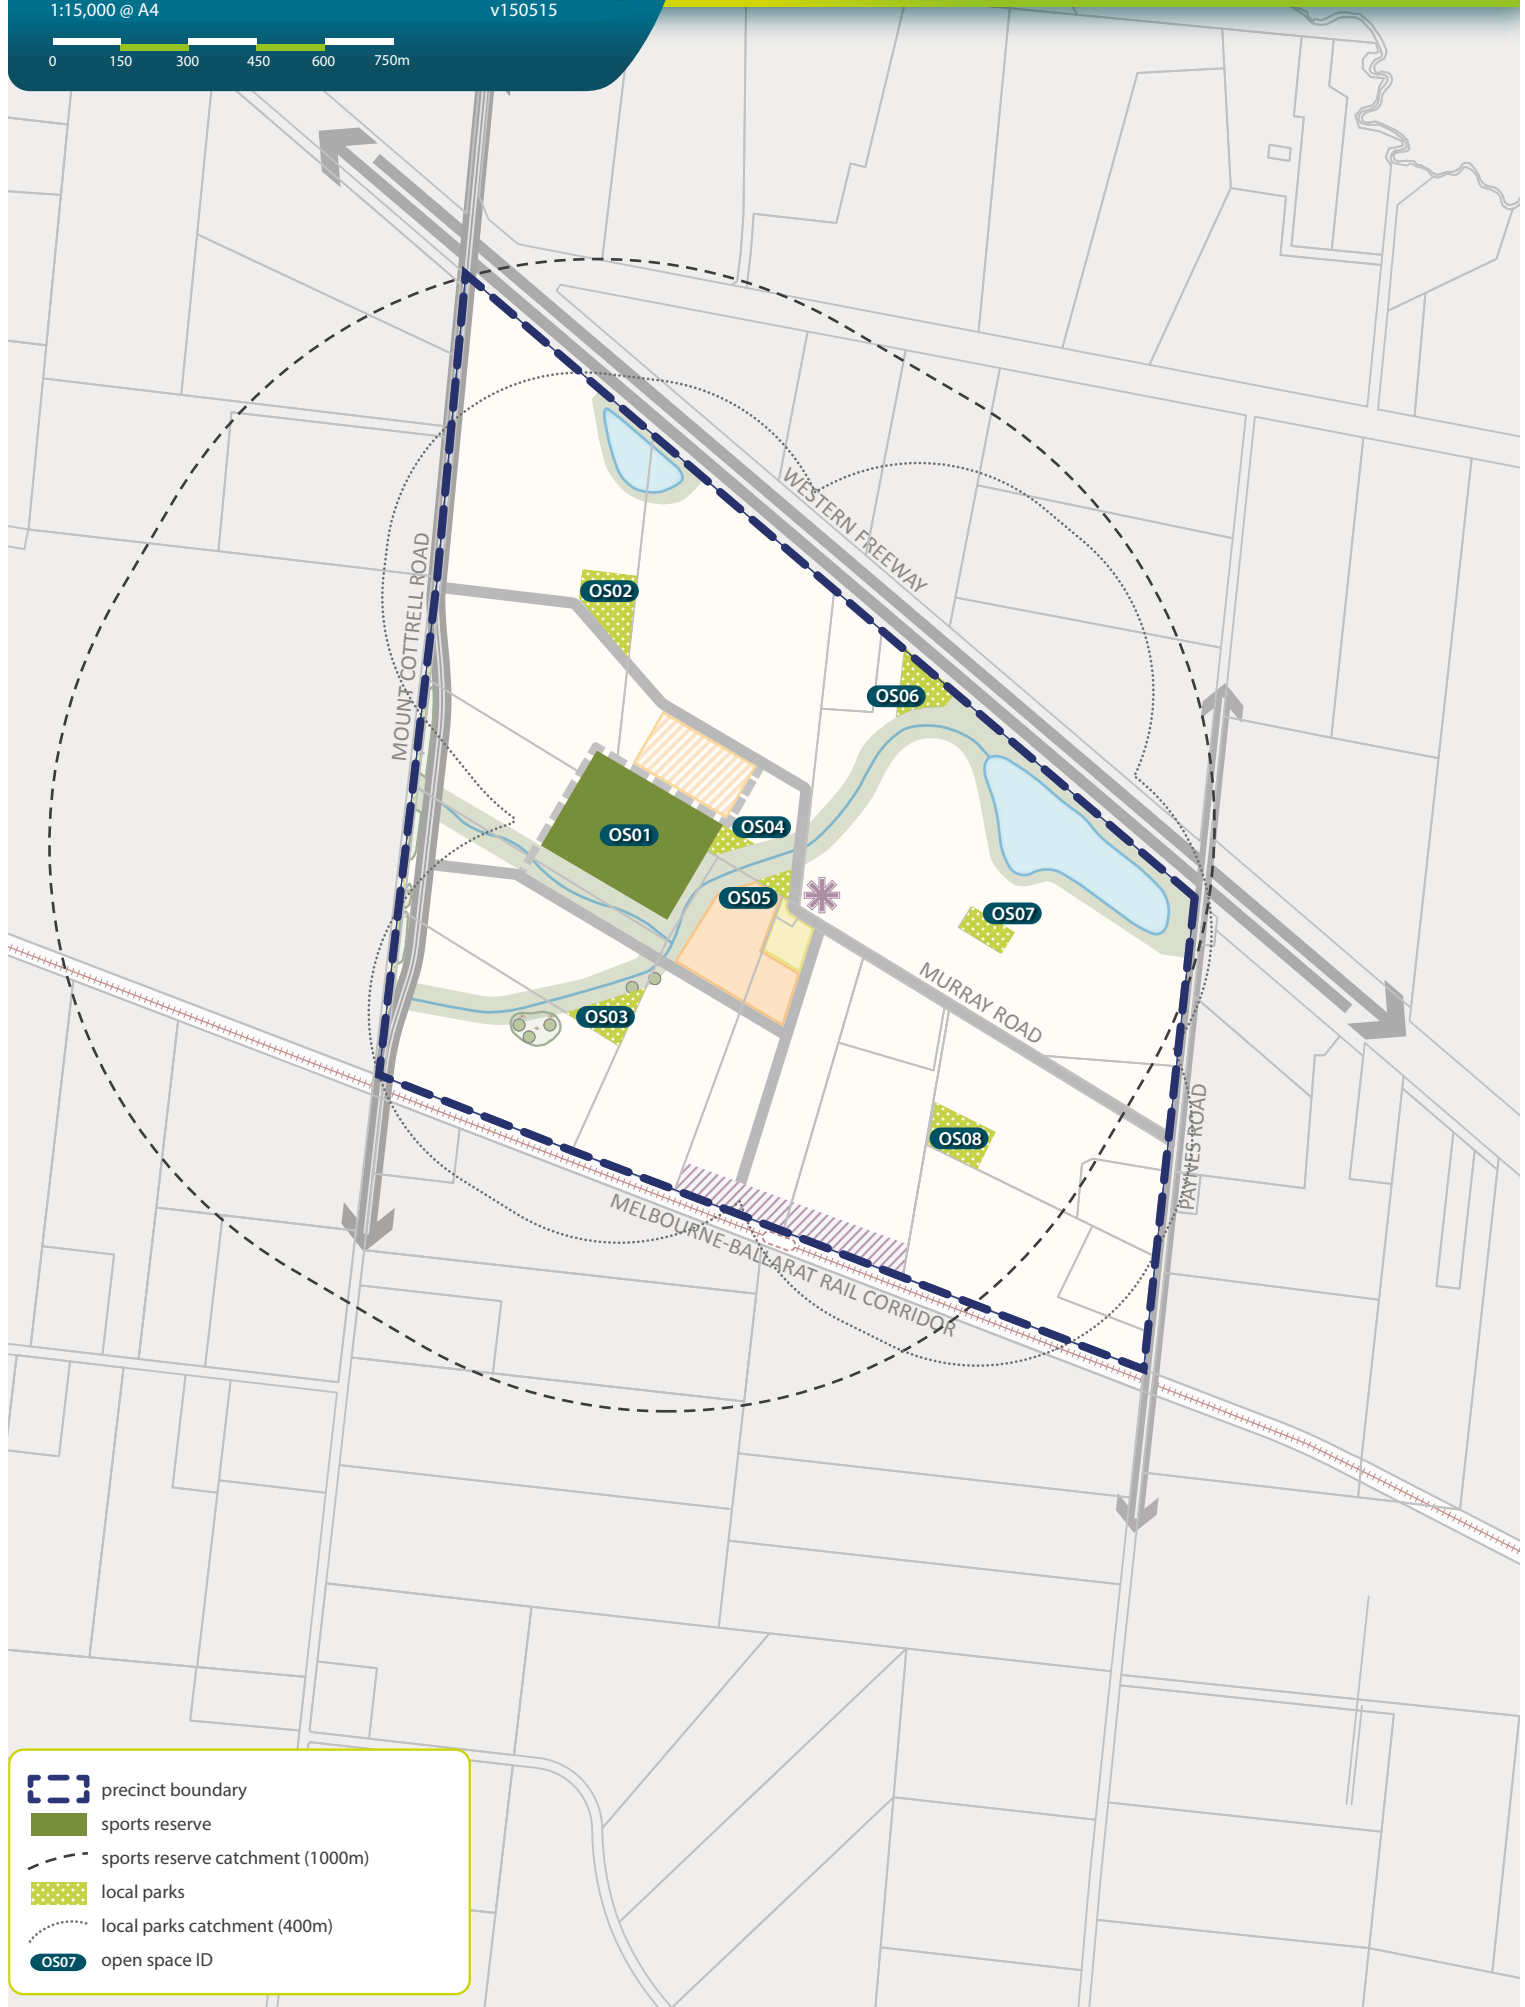 1:15,000 @ A4
v150515
0 150 300 450 600 750m
WESTERN FREEWAY
MOUNT COTTRELL ROAD
OS02
OS06
OS04
OS01
OS05
OS07
MURRAY ROAD
OS03
PAYNES ROAD
OS08
MELBOURNE-BALLARAT RAIL CORRIDOR
precinct boundary
sports reserve
sports reserve catchment (1000m)
local parks
local parks catchment (400m)
OS07 open space ID